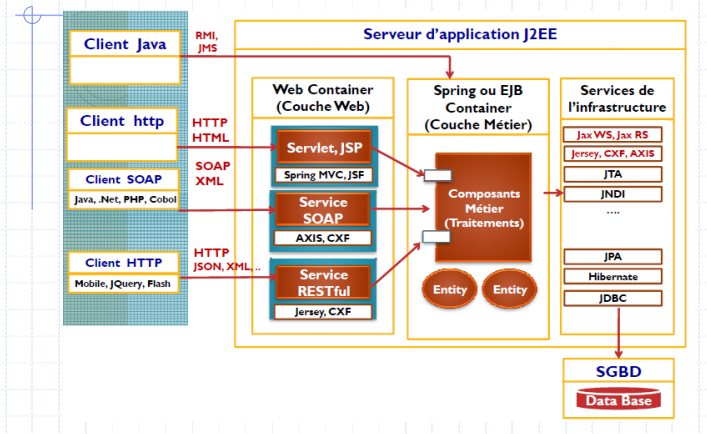 Serveur d'application J2EE
Client Java
RMI,
JMS
Client http
HTTP
HTML
SOAP
XML
Client SOAP
Java, .Net, PHP, Cobol
Client HTTP
Mobile, JQuery, Flash
HTTP
JSON, XML, ..
Web Container
(Couche Web)
Servlet, JSP
Spring MVC, JSF
Service
SOAP
AXIS, CXF
Service
RESTful
Jersey, CXF
Spring ou EJB
Container
(Couche Métier)
Composants
Métier
(Traitements)
Entity
Entity
Services de
l'infrastructure
Jax WS, Jax RS
Jersey, CXF, AXIS
JTA
JNDI
....
JPA
Hibernate
JDBC
SGBD
Data Base